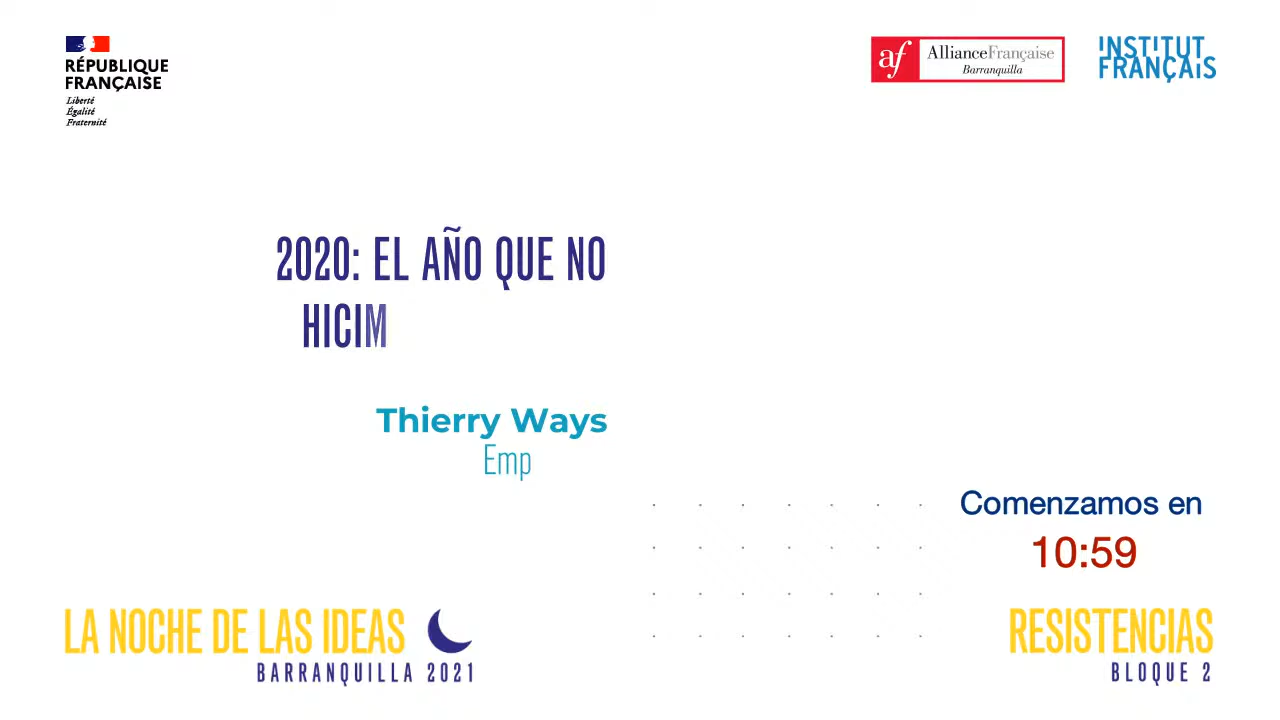 RÉPUBLIQUE
FRANÇAISE
Liberté
Égalité
Fraternité
af AllianceFrançaise
Barranquilla
INSTITUT
FRANÇAIS
2020: EL AÑO QUE NO
HICIM
Thierry Ways
Emp
Comenzamos en
10:59
LA NOCHE DE LAS IDEAS
BARRANQUILLA 2021
RESISTENCIAS
BLOQUE 2